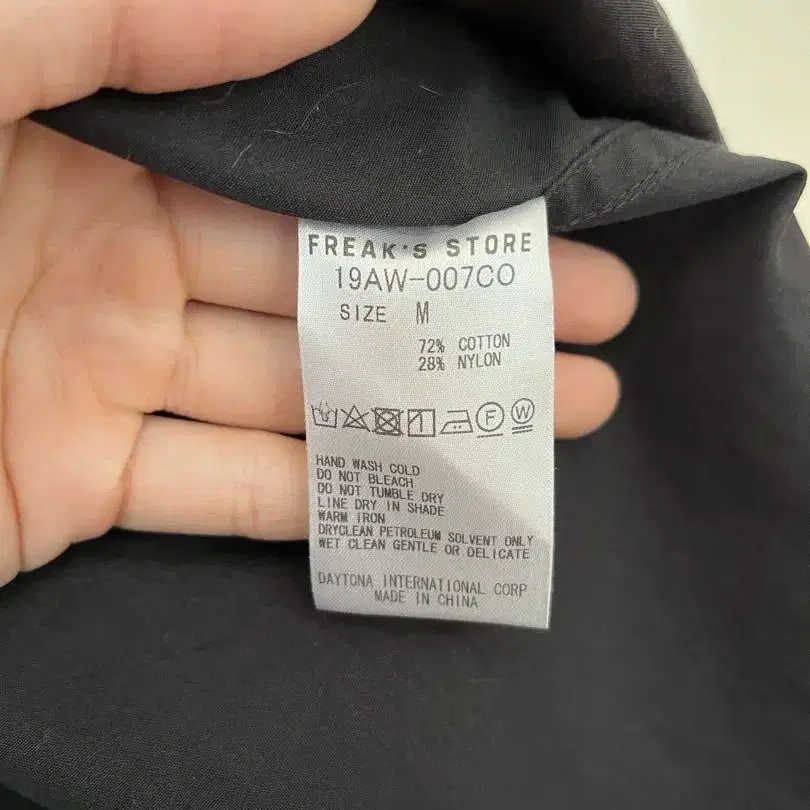 FREAK'S STORE
19AW-007CO
SIZE M
72% COTTON
28% NYLON
F W
HAND WASH COLD
DO NOT BLEACH
DO NOT TUMBLE DRY
LINE DRY IN SHADE
WARM IRON
DRYCLEAN PETROLEUM SOLVENT ONLY
WET CLEAN GENTLE OR DELICATE
DAYTONA INTERNATIONAL CORP
MADE IN CHINA